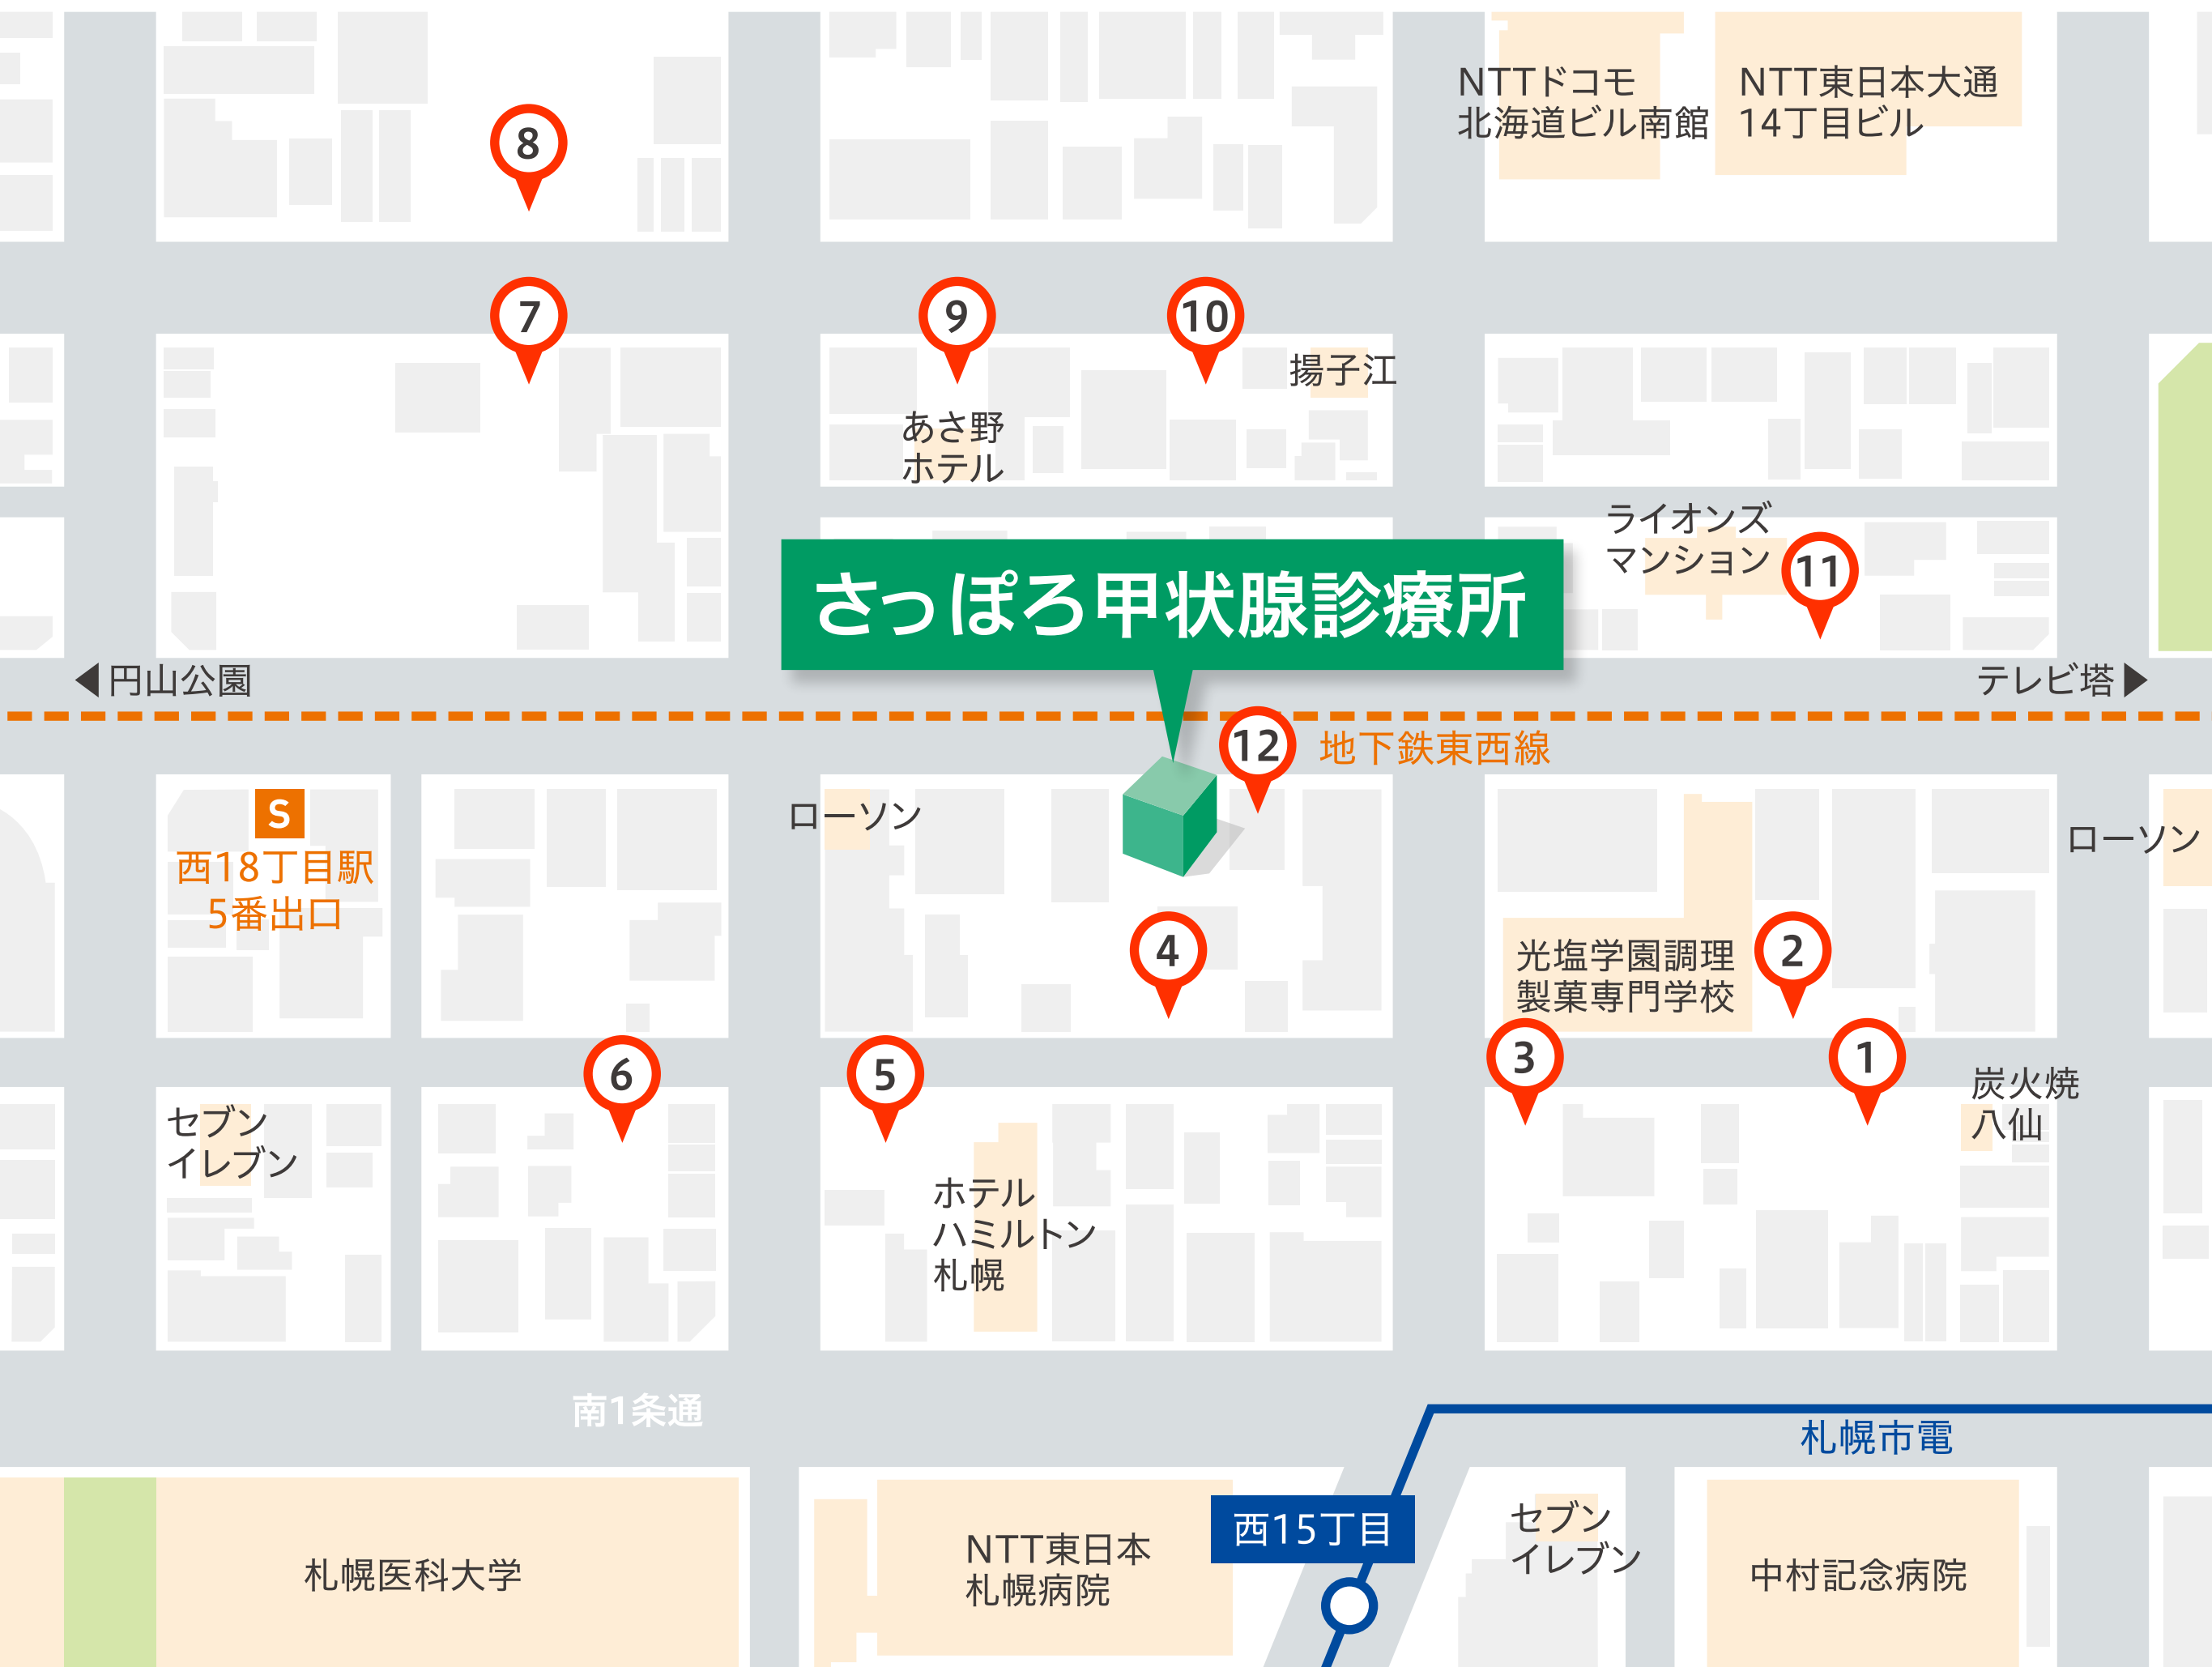 NTTドコモ
北海道ビル南館
NTT東日本大通
14丁目ビル
8
7
9
10
揚子江
あさ野
ホテル
ライオンズ
マンション
11
さっぽろ甲状腺診療所
円山公園
テレビ塔
12
地下鉄東西線
S
西18丁目駅
5番出口
ローソン
ローソン
4
光塩学園調理
製菓専門学校
2
3
1
炭火焼
八仙
6
5
セブン
イレブン
ホテル
ハミルトン
札幌
南1条通
札幌市電
西15丁目
セブン
イレブン
NTT東日本
札幌病院
札幌医科大学
中村記念病院